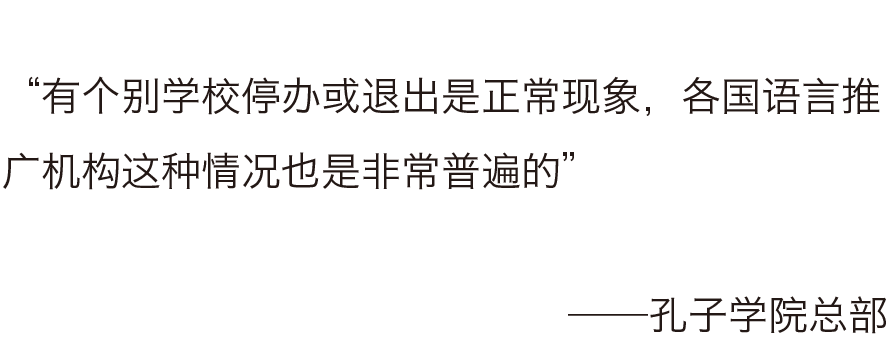 “有个别学校停办或退出是正常现象，各国语言推
广机构这种情况也是非常普遍的”
——孔子学院总部